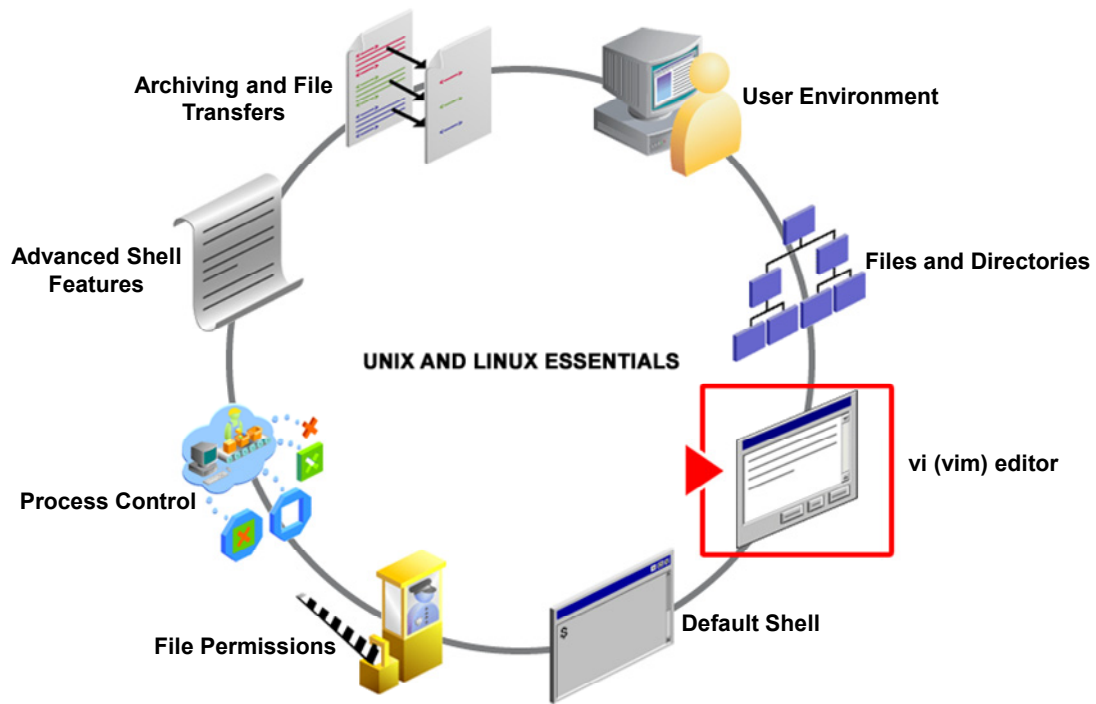 Archiving and File
Transfers
User Environment
Advanced Shell
Features
Files and Directories
UNIX AND LINUX ESSENTIALS
vi (vim) editor
Process Control
$
Default Shell
File Permissions